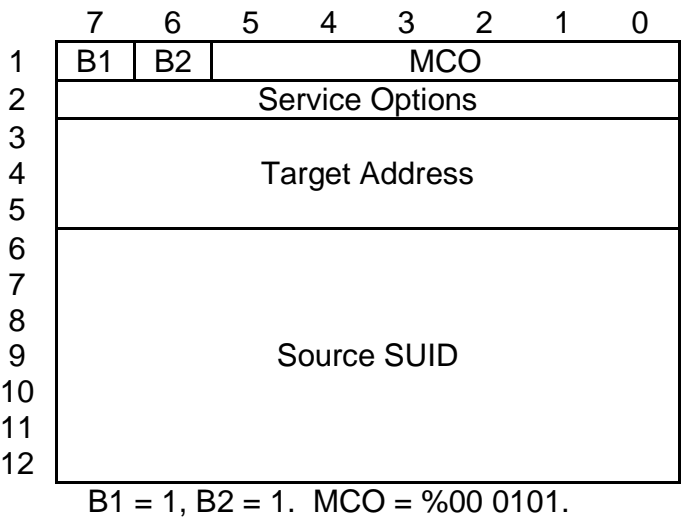 7 6 5 4 3 2 1 0
1 B1 B2 MCO
2 Service Options
3
4 Target Address
5
6
7
8
9 Source SUID
10
11
12
B1 = 1, B2 = 1. MCO = %00 0101.